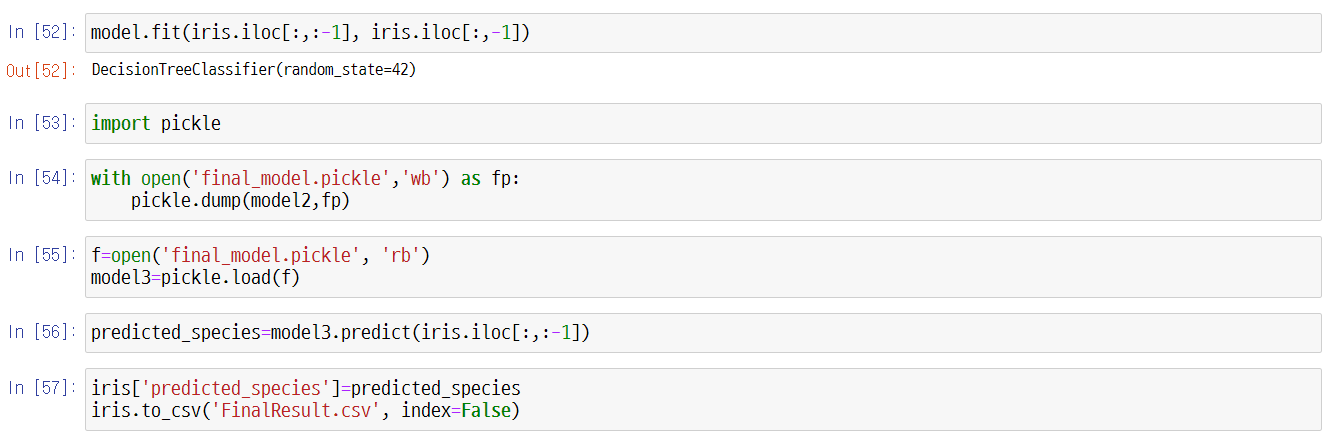 In [52]: model.fit(iris.iloc[:,:-1], iris.iloc[:,-1])
Out[52]: DecisionTreeClassifier(random_state=42)
In [53]: import pickle
In [54]: with open('final_model.pickle','wb') as fp:
    pickle.dump(model2,fp)
In [55]: f=open('final_model.pickle', 'rb')
model3=pickle.load(f)
In [56]: predicted_species=model3.predict(iris.iloc[:,:-1])
In [57]: iris['predicted_species']=predicted_species
iris.to_csv('FinalResult.csv', index=False)